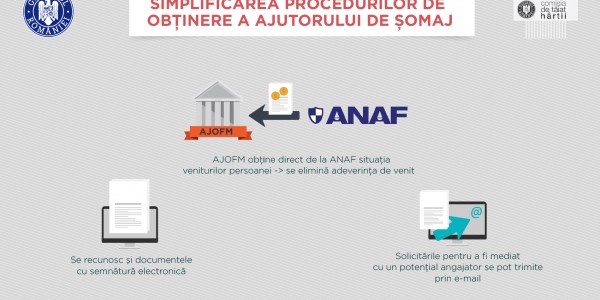 SIMPLIFICAREA PROCEDURILOR DE
OBȚINERE A AJUTORULUI DE ȘOMAJ
ROMÂNIEI
comisia
de tăiat
hârtii
AJOFM
ANAF
AJOFM obține direct de la ANAF situația
veniturilor persoanei -> se elimină adeverința de venit
@
Se recunosc și documentele
cu semnătură electronică
Solicitările pentru a fi mediat
cu un potențial angajator se pot trimite
prin e-mail